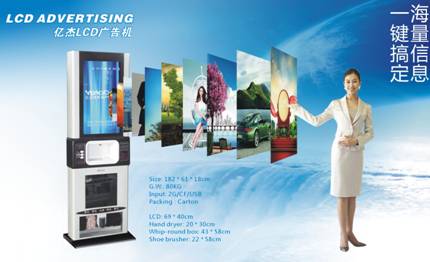 LCD ADVERTISING
亿杰LCD广告机
海量信息
一键搞定
Size: 182 * 61 * 18cm
G.W.: 80KG
Input: 2G/CF/USB
Packing : Carton
LCD: 69 * 40cm
Hand dryer: 20 * 30cm
Whip-round box: 43 * 58cm
Shoe brusher: 22 * 58cm